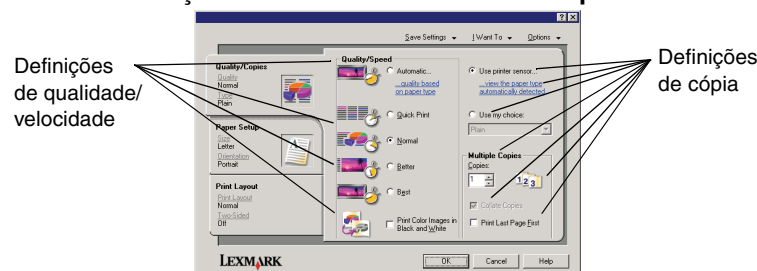 Save Settings
I Want To
Options
Definições
de qualidade/
velocidade
Quality/Copies
Quality
Normal
Type
Plain
Paper Setup
Size
Letter
Orientation
Portrait
Print Layout
Print Layout
Normal
Two-Sided
Off
Quality/Speed
Automatic...
...quality based
on paper type
Quick Print
Normal
Better
Best
Print Color Images in
Black and White
Use printer sensor...
...view the paper type
automatically detected
Use my choice:
Plain
Multiple Copies
Copies:
1
1 2 3
Collate Copies
Print Last Page First
Definições
de cópia
LEXMARK
OK
Cancel
Help